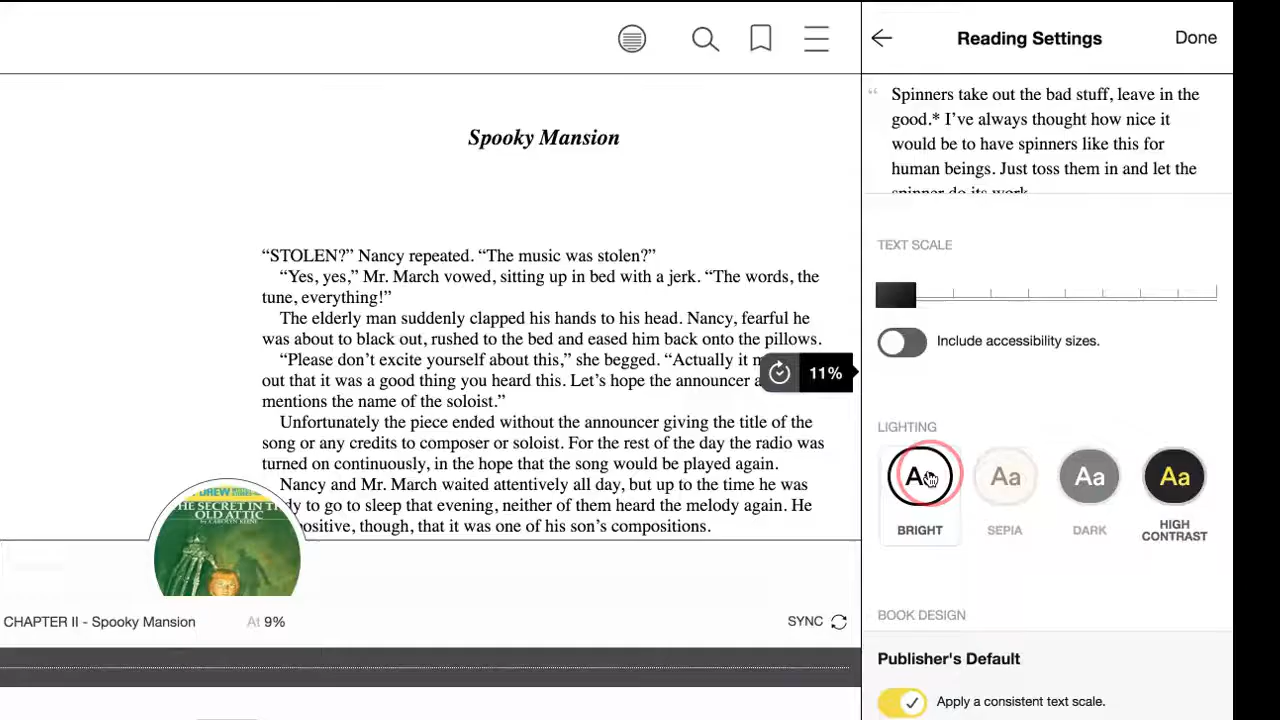 Spooky Mansion
“STOLEN?” Nancy repeated. “The music was stolen?”
“Yes, yes,” Mr. March vowed, sitting up in bed with a jerk. “The words, the
tune, everything!”
The elderly man suddenly clapped his hands to his head. Nancy, fearful he
was about to black out, rushed to the bed and eased him back onto the pillows.
“Please don’t excite yourself about this,” she begged. “Actually it
out that it was a good thing you heard this. Let’s hope the announcer
mentions the name of the soloist.”
Unfortunately the piece ended without the announcer giving the title of the
song or any credits to composer or soloist. For the rest of the day the radio was
turned on continuously, in the hope that the song would be played again.
Nancy and Mr. March waited attentively all day, but up to the time he was
to go to sleep that evening, neither of them heard the melody again. He
positive, though, that it was one of his son’s compositions.
11%
DREW
THE SECRET IN
OLD ATTIC
by CAROLYN KEENE
CHAPTER II - Spooky Mansion
At 9%
SYNC
Reading Settings
Done
“ Spinners take out the bad stuff, leave in the
good.* I’ve always thought how nice it
would be to have spinners like this for
human beings. Just toss them in and let the
spinner do its work
TEXT SCALE
Include accessibility sizes.
LIGHTING
Aa Aa Aa Aa
BRIGHT SEPIA DARK HIGH CONTRAST
BOOK DESIGN
Publisher's Default
Apply a consistent text scale.